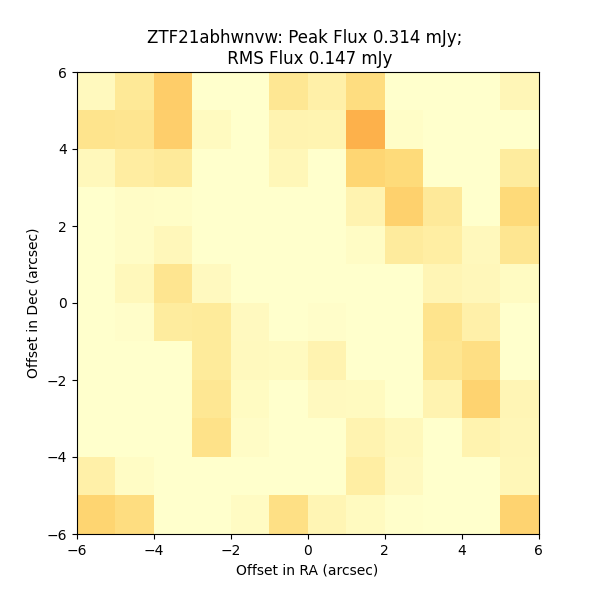 ZTF21abhwnvw: Peak Flux 0.314 mJy;
RMS Flux 0.147 mJy
6
4
2
0
−2
−4
−6
Offset in Dec (arcsec)
−6 −4 −2 0 2 4 6
Offset in RA (arcsec)